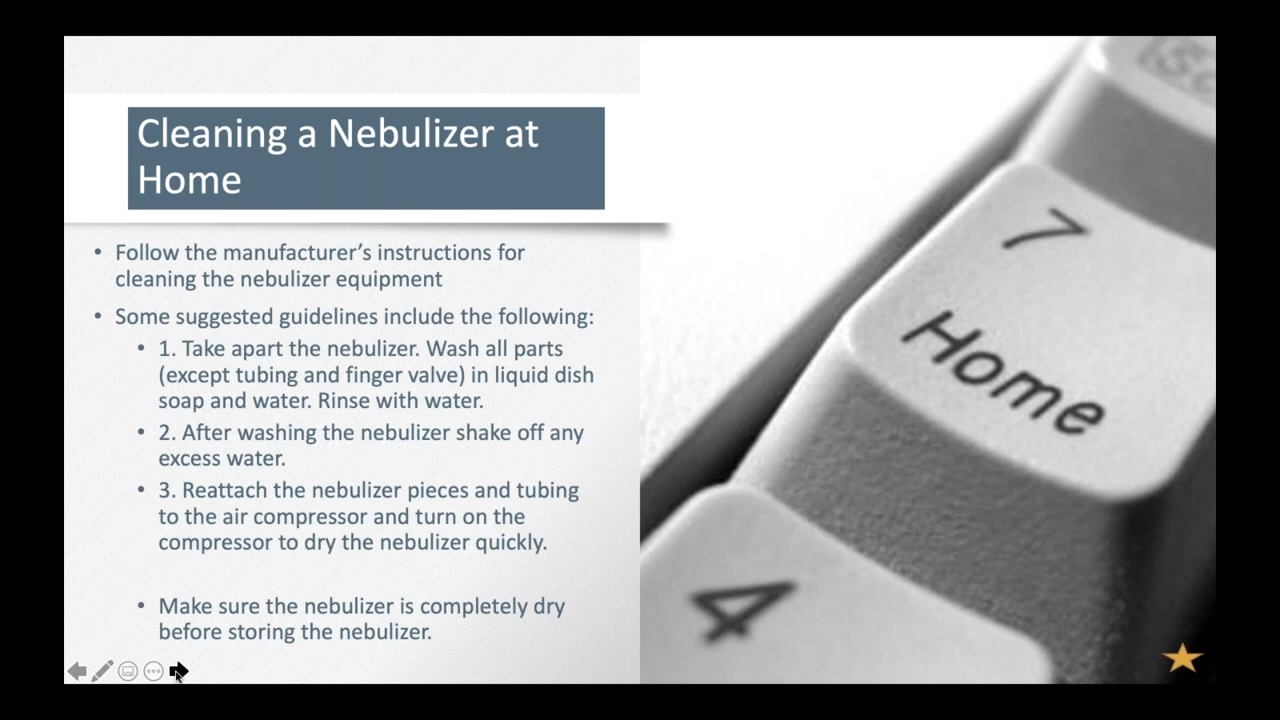 Cleaning a Nebulizer at
Home
• Follow the manufacturer’s instructions for
cleaning the nebulizer equipment
• Some suggested guidelines include the following:
• 1. Take apart the nebulizer. Wash all parts
(except tubing and finger valve) in liquid dish
soap and water. Rinse with water.
• 2. After washing the nebulizer shake off any
excess water.
• 3. Reattach the nebulizer pieces and tubing
to the air compressor and turn on the
compressor to dry the nebulizer quickly.
• Make sure the nebulizer is completely dry
before storing the nebulizer.
7
Home
4